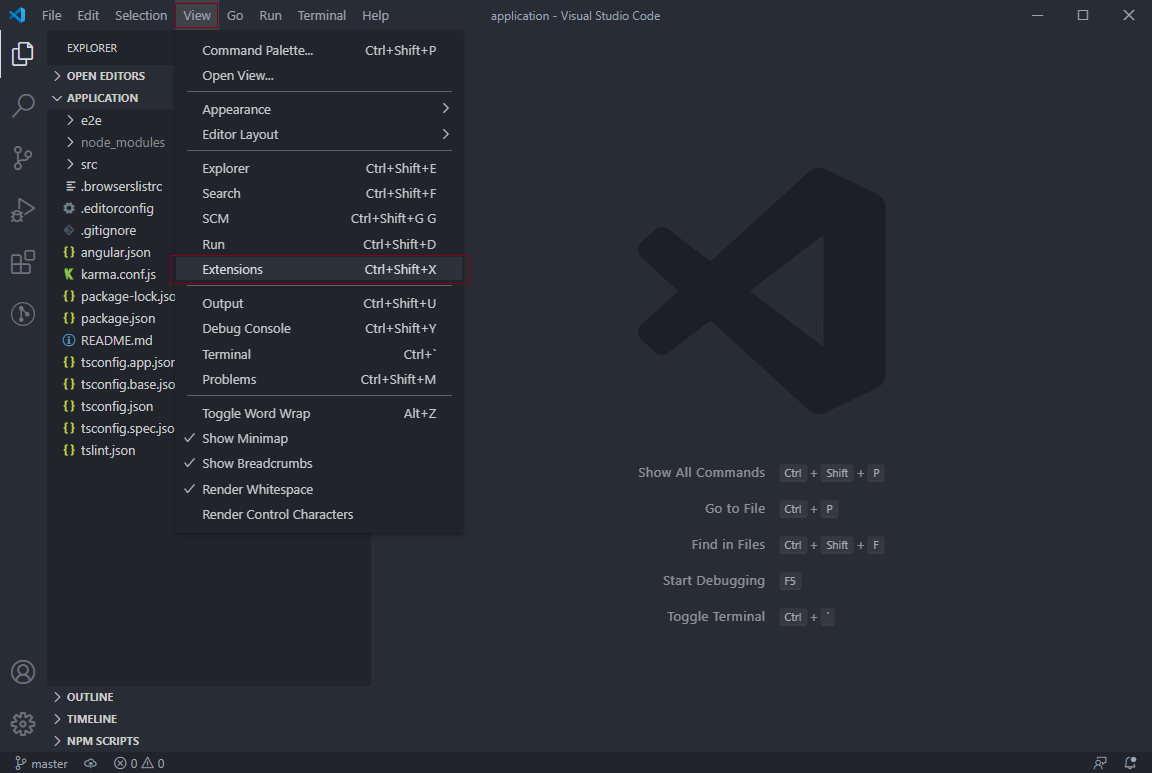 File Edit Selection View Go Run Terminal Help application - Visual Studio Code
EXPLORER
OPEN EDITORS
APPLICATION
e2e
node_modules
src
.browserslistrc
.editorconfig
.gitignore
angular.json
karma.conf.js
package-lock.jso
package.json
README.md
tsconfig.app.json
tsconfig.base.jso
tsconfig.json
tsconfig.spec.jso
tslint.json
OUTLINE
TIMELINE
NPM SCRIPTS
Command Palette... Ctrl+Shift+P
Open View...
Appearance
Editor Layout
Explorer Ctrl+Shift+E
Search Ctrl+Shift+F
SCM Ctrl+Shift+G G
Run Ctrl+Shift+D
Extensions Ctrl+Shift+X
Output Ctrl+Shift+U
Debug Console Ctrl+Shift+Y
Terminal Ctrl+`
Problems Ctrl+Shift+M
Toggle Word Wrap Alt+Z
Show Minimap
Show Breadcrumbs
Render Whitespace
Render Control Characters
Show All Commands Ctrl + Shift + P
Go to File Ctrl + P
Find in Files Ctrl + Shift + F
Start Debugging F5
Toggle Terminal Ctrl + `
master 0 0